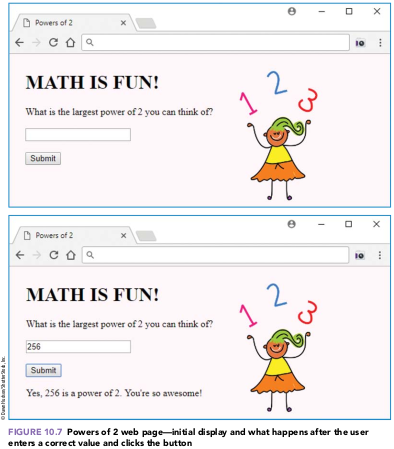 Powers of 2
MATH IS FUN!
What is the largest power of 2 you can think of?
Submit
1 2 3
Powers of 2
MATH IS FUN!
What is the largest power of 2 you can think of?
256
Submit
Yes, 256 is a power of 2. You're so awesome!
1 2 3
FIGURE 10.7 Powers of 2 web page—initial display and what happens after the user
enters a correct value and clicks the button